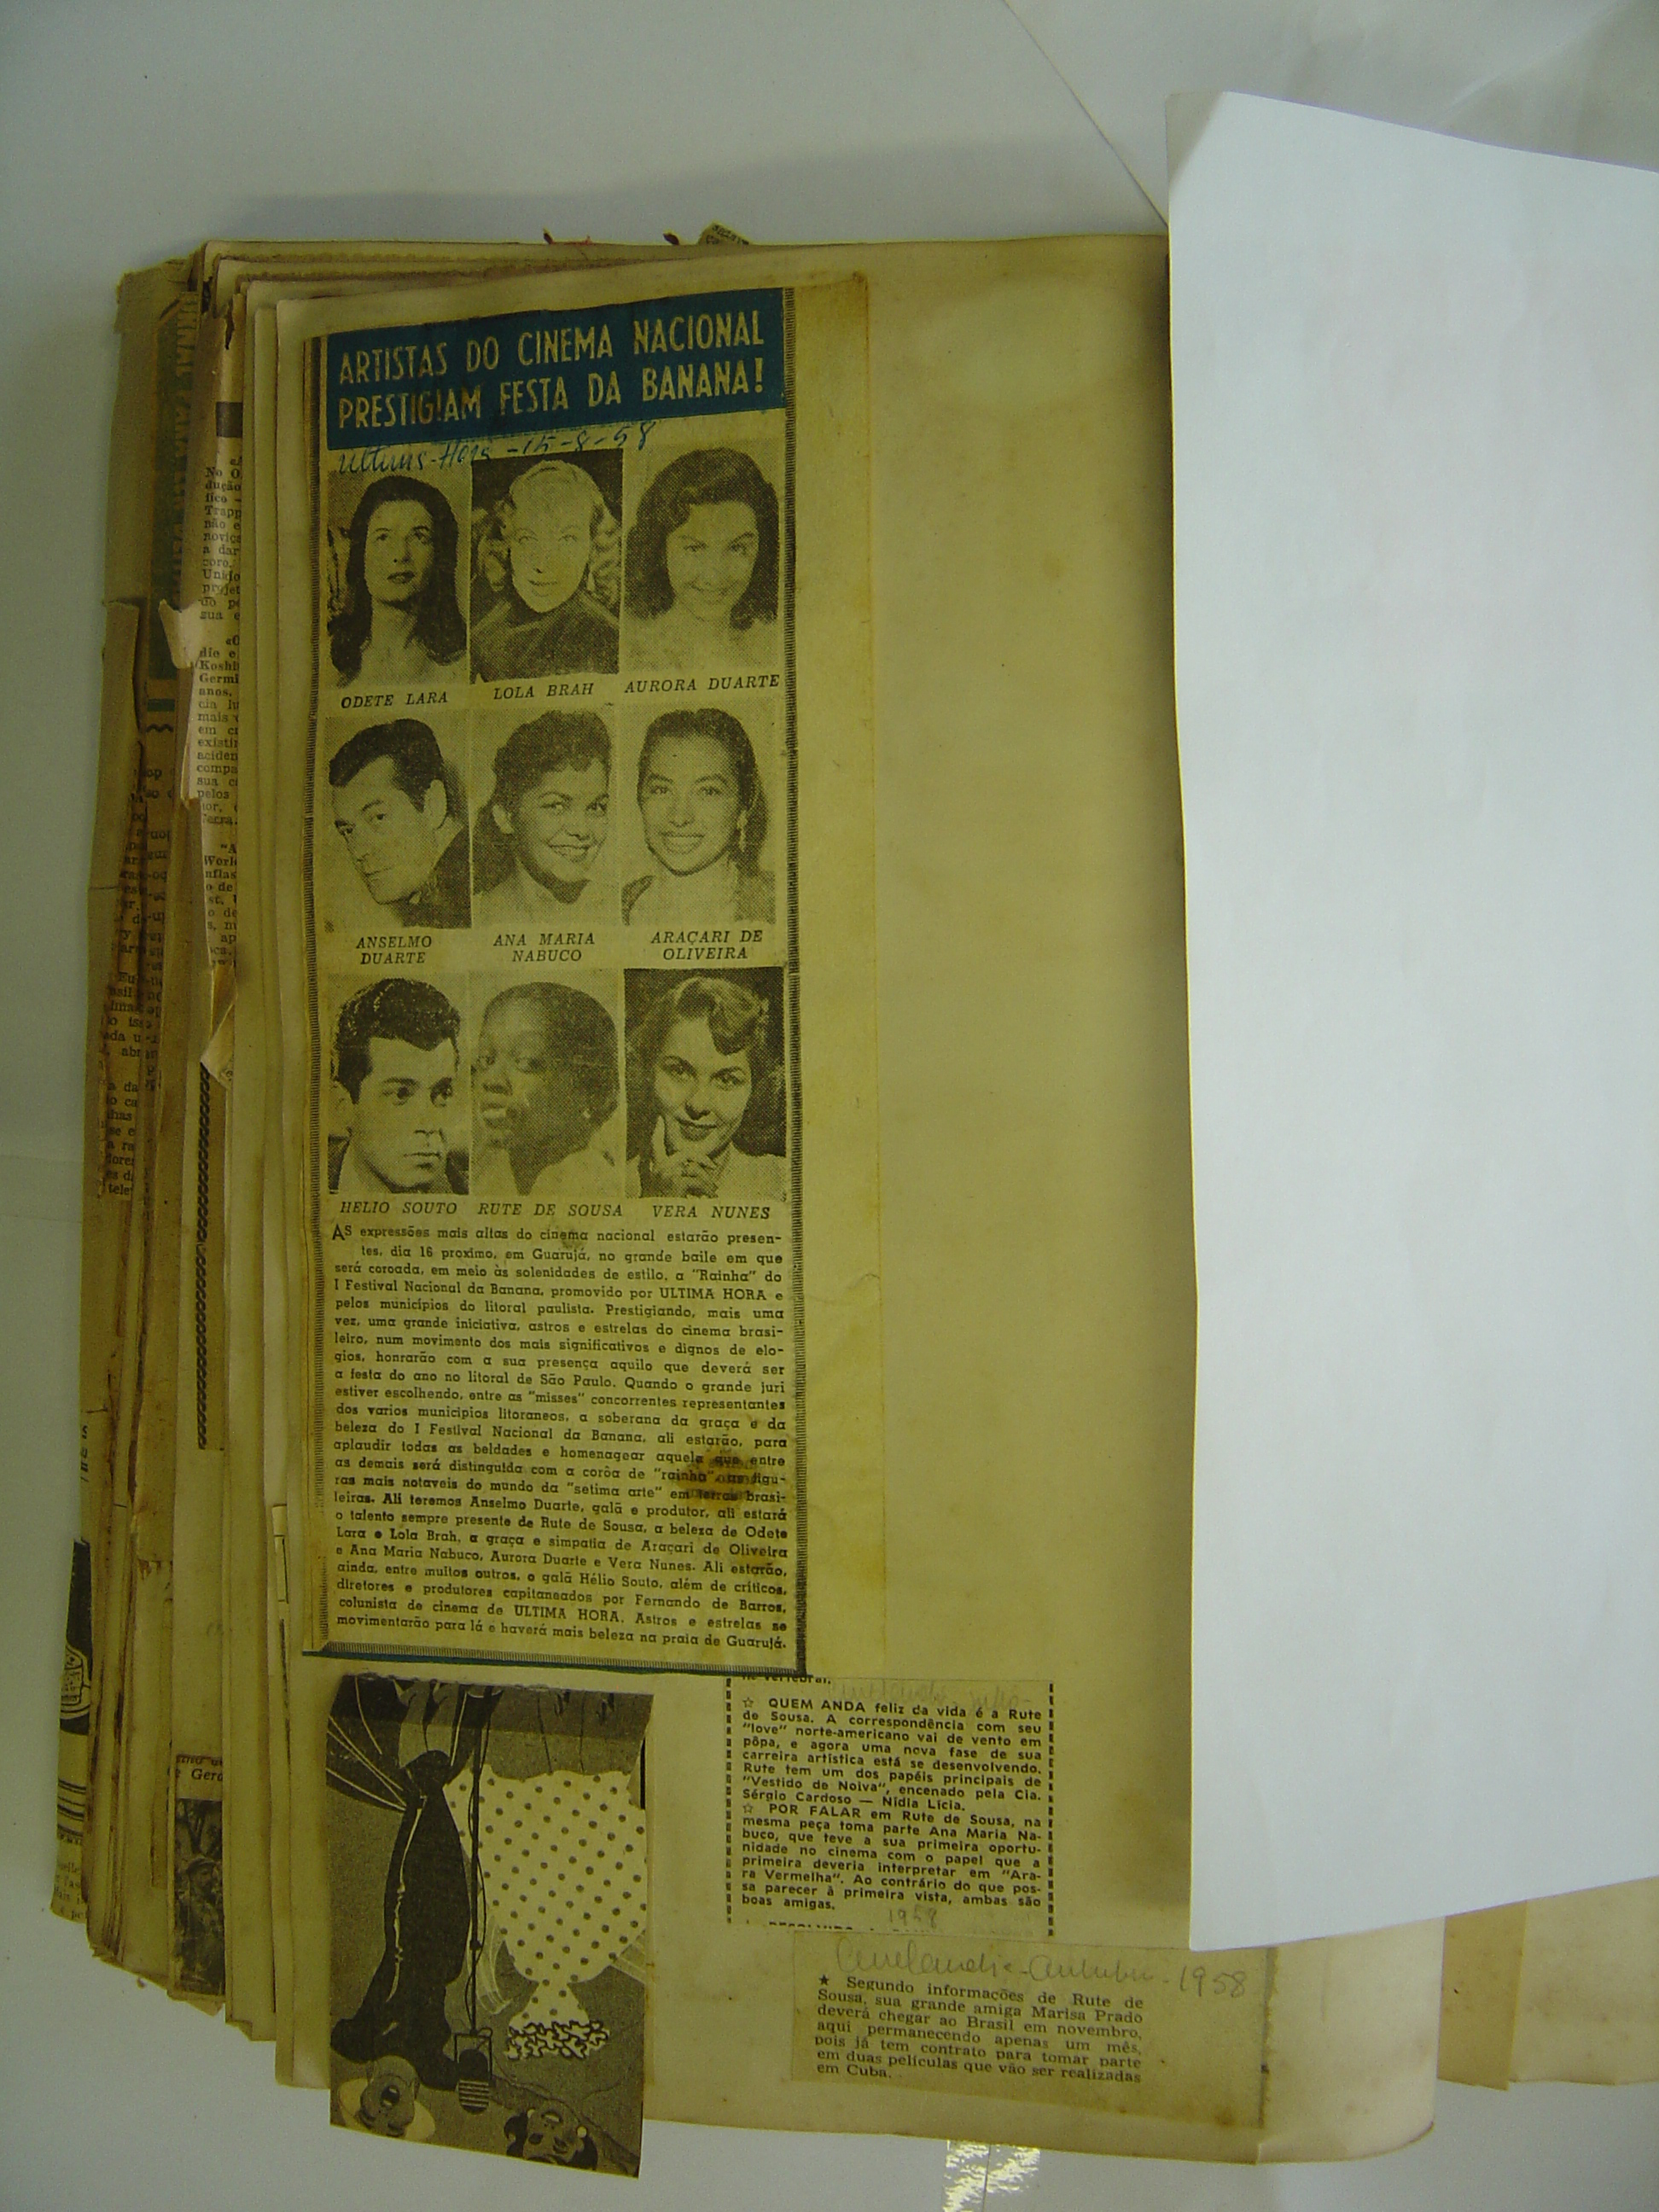 ARTISTAS DO CINEMA NACIONAL
PRESTIGIAM FESTA DA BANANA!
Ultima-Hora-15-8-58
ODETE LARA
LOLA BRAH
AURORA DUARTE
ANSELMO
DUARTE
ANA MARIA
NABUCO
ARAÇARI DE
OLIVEIRA
HELIO SOUTO
RUTE DE SOUSA
VERA NUNES
AS expressões mais altas do cinema nacional estarão presen-
tes, dia 16 proximo, em Guarujá, no grande baile em que
será coroada, em meio às solenidades de estilo, a "Rainha" do
I Festival Nacional da Banana, promovido por ULTIMA HORA e
pelos municípios do litoral paulista. Prestigiando, mais uma
vez, uma grande iniciativa, astros e estrelas do cinema brasi-
leiro, num movimento dos mais significativos e dignos de elo-
gios, honrarão com a sua presença aquilo que deverá ser
a festa do ano no litoral de São Paulo. Quando o grande juri
estiver escolhendo, entre as "misses" concorrentes representantes
dos varios municipios litoraneos, a soberana da graça e da
beleza do I Festival Nacional da Banana, ali estarão, para
aplaudir todas as beldades e homenagear aquela que entre
as demais será distinguida com a corôa de "rainha" as figu-
ras mais notaveis do mundo da "setima arte" em terras brasi-
leiras. Ali teremos Anselmo Duarte, galã e produtor, ali estará
o talento sempre presente de Rute de Sousa, a beleza de Odete
Lara e Lola Brah, a graça e simpatia de Araçari de Oliveira
e Ana Maria Nabuco, Aurora Duarte e Vera Nunes. Ali estarão,
ainda, entre muitos outros, o galã Hélio Souto, além de críticos,
diretores e produtores capitaneados por Fernando de Barros,
colunista de cinema de ULTIMA HORA. Astros e estrelas se
movimentarão para lá e haverá mais beleza na praia de Guarujá.
☆ QUEM ANDA feliz da vida é a Rute
de Sousa. A correspondência com seu
"love" norte-americano vai de vento em
pôpa, e agora uma nova fase de sua
carreira artística está se desenvolvendo.
Rute tem um dos papéis principais de
"Vestido de Noiva", encenado pela Cia.
Sérgio Cardoso — Nídia Lícia.
☆ POR FALAR em Rute de Sousa, na
mesma peça toma parte Ana Maria Na-
buco, que teve a sua primeira oportu-
nidade no cinema com o papel que a
primeira deveria interpretar em "Ara-
ra Vermelha". Ao contrário do que pos-
sa parecer à primeira vista, ambas são
boas amigas.
1958
Cinelandia-Outubro-1958
★ Segundo informações de Rute de
Sousa, sua grande amiga Marisa Prado
deverá chegar ao Brasil em novembro,
aqui permanecendo apenas um mês,
pois já tem contrato para tomar parte
em duas películas que vão ser realizadas
em Cuba.